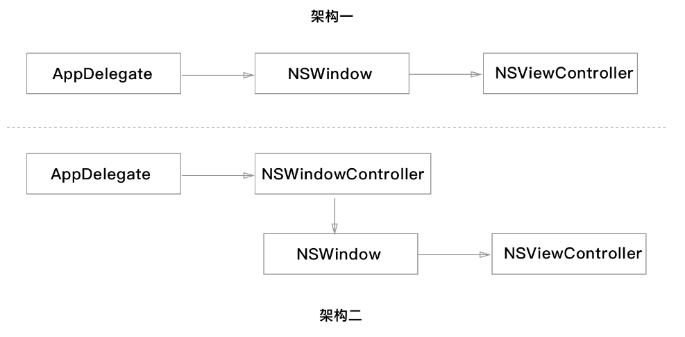 架构一
AppDelegate
NSWindow
NSViewController
AppDelegate
NSWindowController
NSWindow
NSViewController
架构二